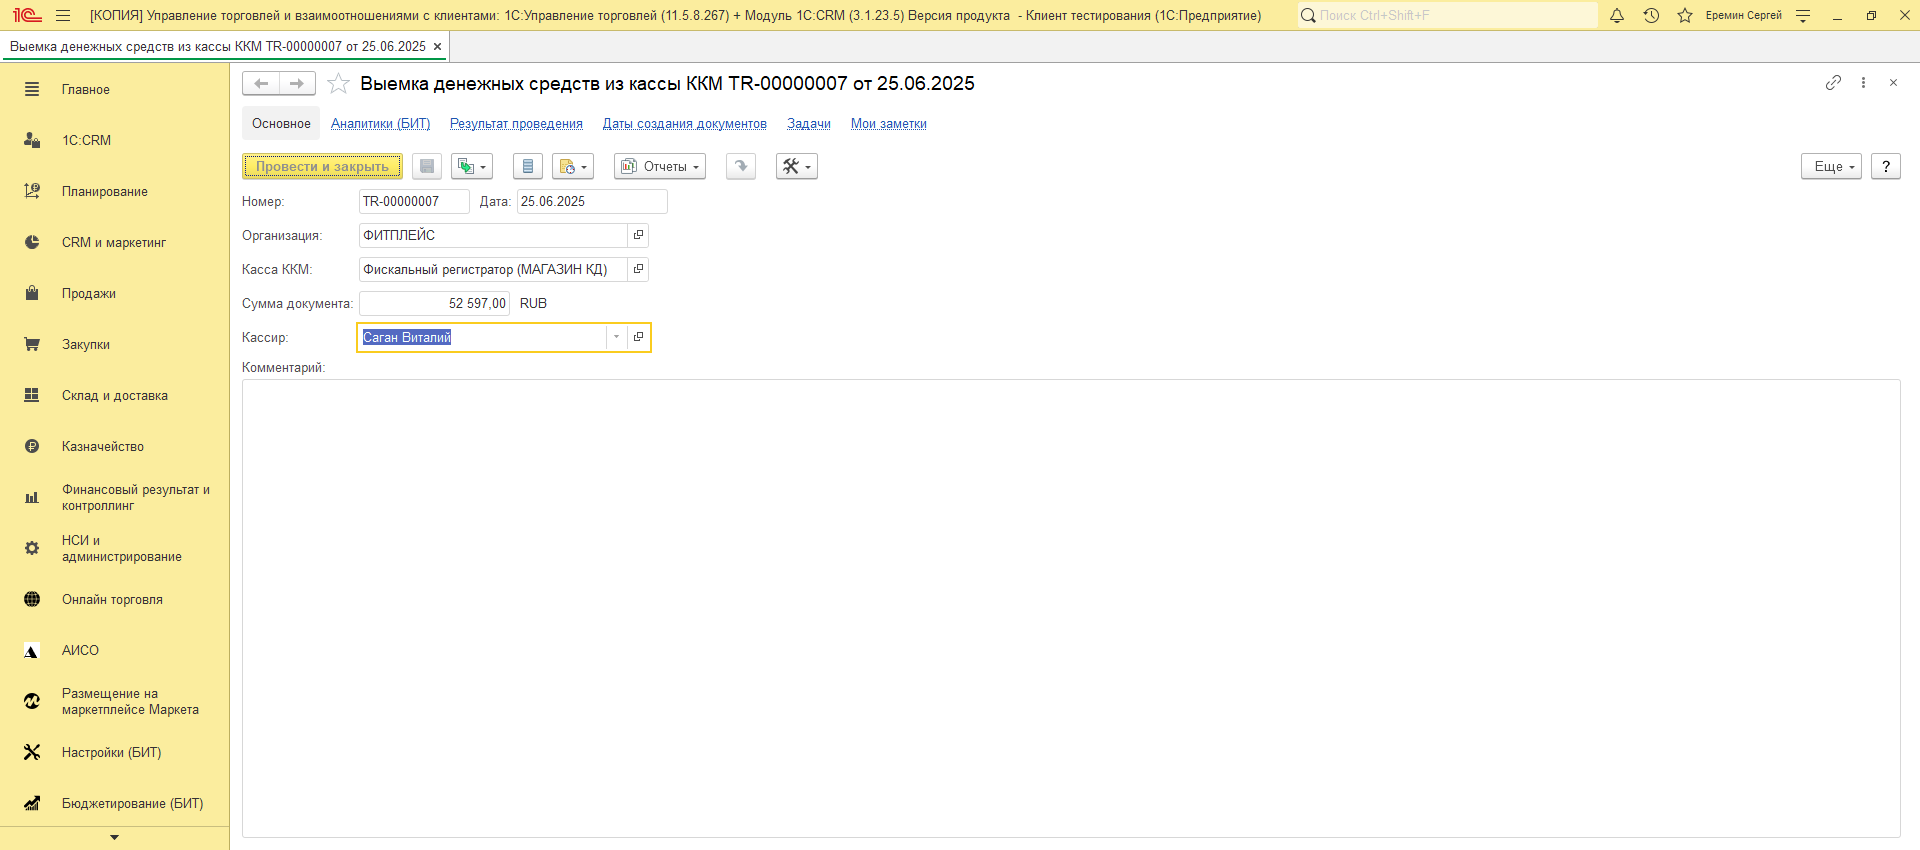 [КОПИЯ] Управление торговлей и взаимоотношениями с клиентами: 1С:Управление торговлей (11.5.8.267) + Модуль 1С:CRM (3.1.23.5) Версия продукта - Клиент тестирования (1С:Предприятие)
Поиск Ctrl+Shift+F
Еремин Сергей
Выемка денежных средств из кассы ККМ TR-00000007 от 25.06.2025
Главное
1С:CRM
Планирование
CRM и маркетинг
Продажи
Закупки
Склад и доставка
Казначейство
Финансовый результат и
контроллинг
НСИ и
администрирование
Онлайн торговля
АИСО
Размещение на
маркетплейсе Маркета
Настройки (БИТ)
Бюджетирование (БИТ)
Выемка денежных средств из кассы ККМ TR-00000007 от 25.06.2025
Основное Аналитики (БИТ) Результат проведения Даты создания документов Задачи Мои заметки
Провести и закрыть Отчеты Еще ?
Номер: TR-00000007 Дата: 25.06.2025
Организация: ФИТПЛЕЙС
Касса ККМ: Фискальный регистратор (МАГАЗИН КД)
Сумма документа: 52 597,00 RUB
Кассир: Саган Виталий
Комментарий: